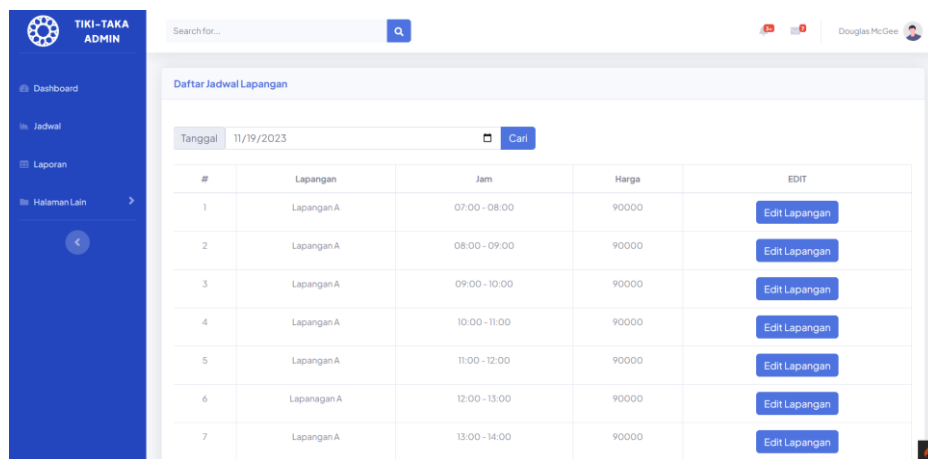 TIKI-TAKA
ADMIN
Search for...
3+
7
Douglas McGee
Dashboard
Jadwal
Laporan
Halaman Lain
Daftar Jadwal Lapangan
Tanggal 11/19/2023 Cari
# Lapangan Jam Harga EDIT
1 Lapangan A 07:00 - 08:00 90000 Edit Lapangan
2 Lapangan A 08:00 - 09:00 90000 Edit Lapangan
3 Lapangan A 09:00 - 10:00 90000 Edit Lapangan
4 Lapangan A 10:00 - 11:00 90000 Edit Lapangan
5 Lapangan A 11:00 - 12:00 90000 Edit Lapangan
6 Lapanagan A 12:00 - 13:00 90000 Edit Lapangan
7 Lapangan A 13:00 - 14:00 90000 Edit Lapangan